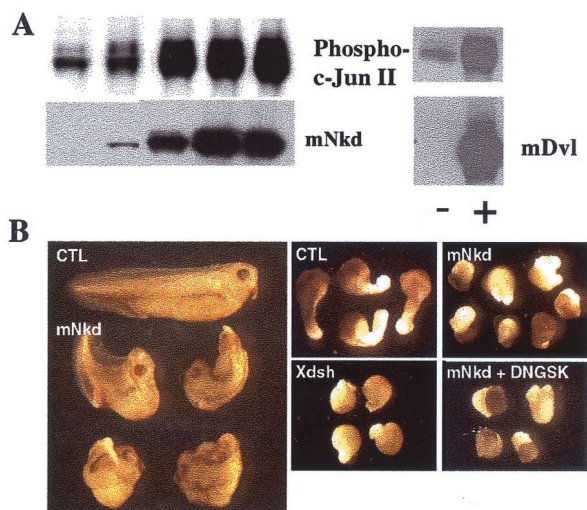 A
Phospho-
c-Jun II
mNkd
mDvl
- +
B
CTL
mNkd
CTL
mNkd
Xdsh
mNkd + DNGSK